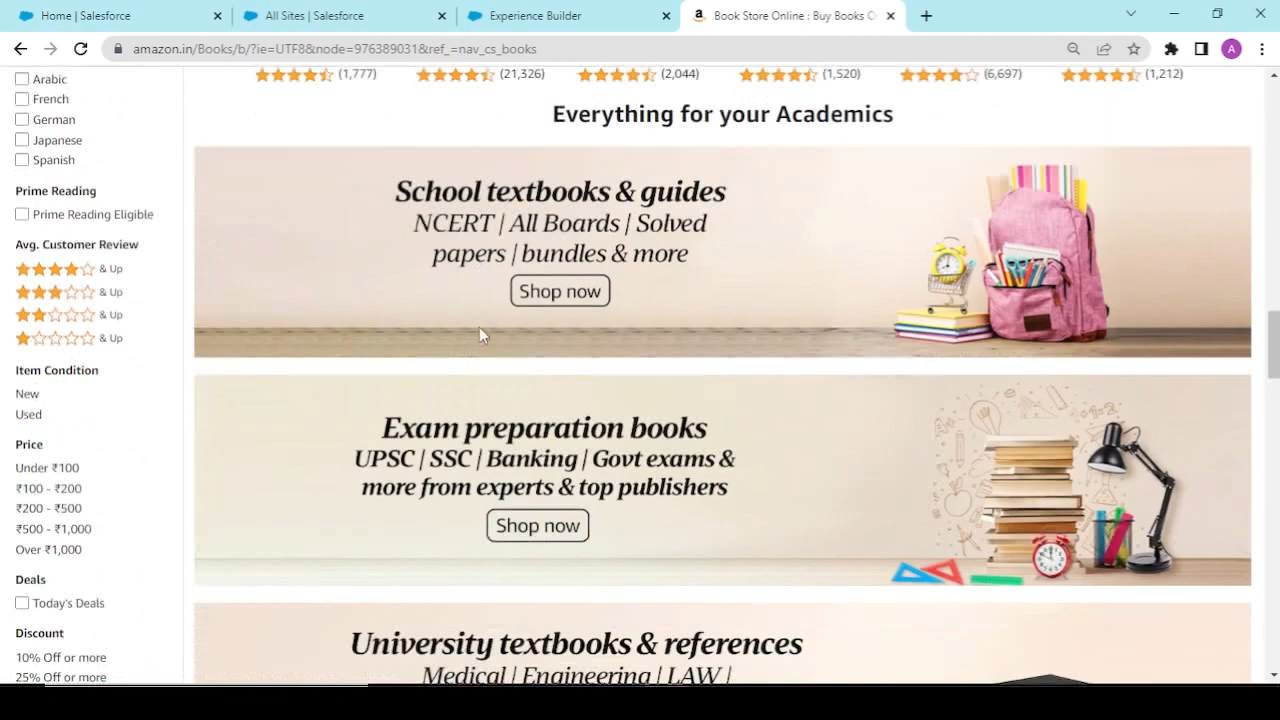 Home | Salesforce
All Sites | Salesforce
Experience Builder
Book Store Online : Buy Books O
amazon.in/Books/b/?ie=UTF8&node=976389031&ref_=nav_cs_books
A
Arabic
French
German
Japanese
Spanish
Prime Reading
Prime Reading Eligible
Avg. Customer Review
& Up
& Up
& Up
& Up
Item Condition
New
Used
Price
Under ₹100
₹100 - ₹200
₹200 - ₹500
₹500 - ₹1,000
Over ₹1,000
Deals
Today's Deals
Discount
10% Off or more
25% Off or more
(1,777)
(21,326)
(2,044)
(1,520)
(6,697)
(1,212)
Everything for your Academics
School textbooks & guides
NCERT | All Boards | Solved
papers | bundles & more
Shop now
Exam preparation books
UPSC | SSC | Banking | Govt exams &
more from experts & top publishers
Shop now
University textbooks & references
Medical | Engineering | LAW |